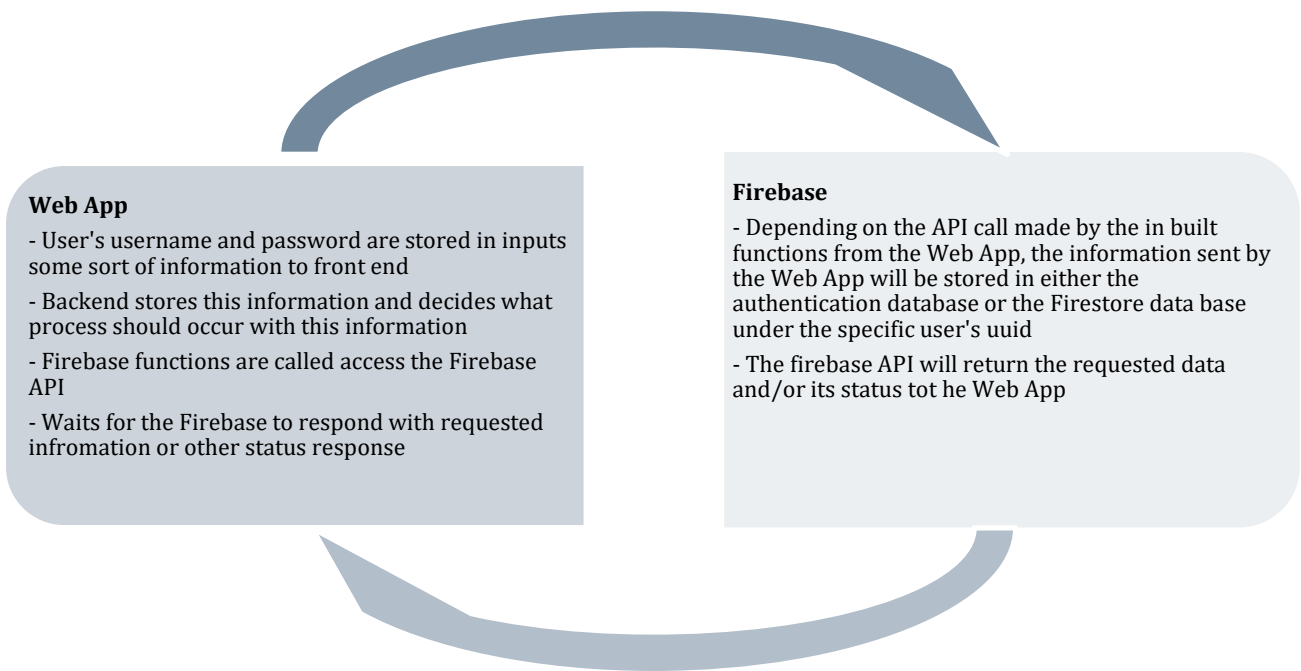 Web App
- User's username and password are stored in inputs
some sort of information to front end
- Backend stores this information and decides what
process should occur with this information
- Firebase functions are called access the Firebase
API
- Waits for the Firebase to respond with requested
infromation or other status response
Firebase
- Depending on the API call made by the in built
functions from the Web App, the information sent by
the Web App will be stored in either the
authentication database or the Firestore data base
under the specific user's uuid
- The firebase API will return the requested data
and/or its status tot he Web App